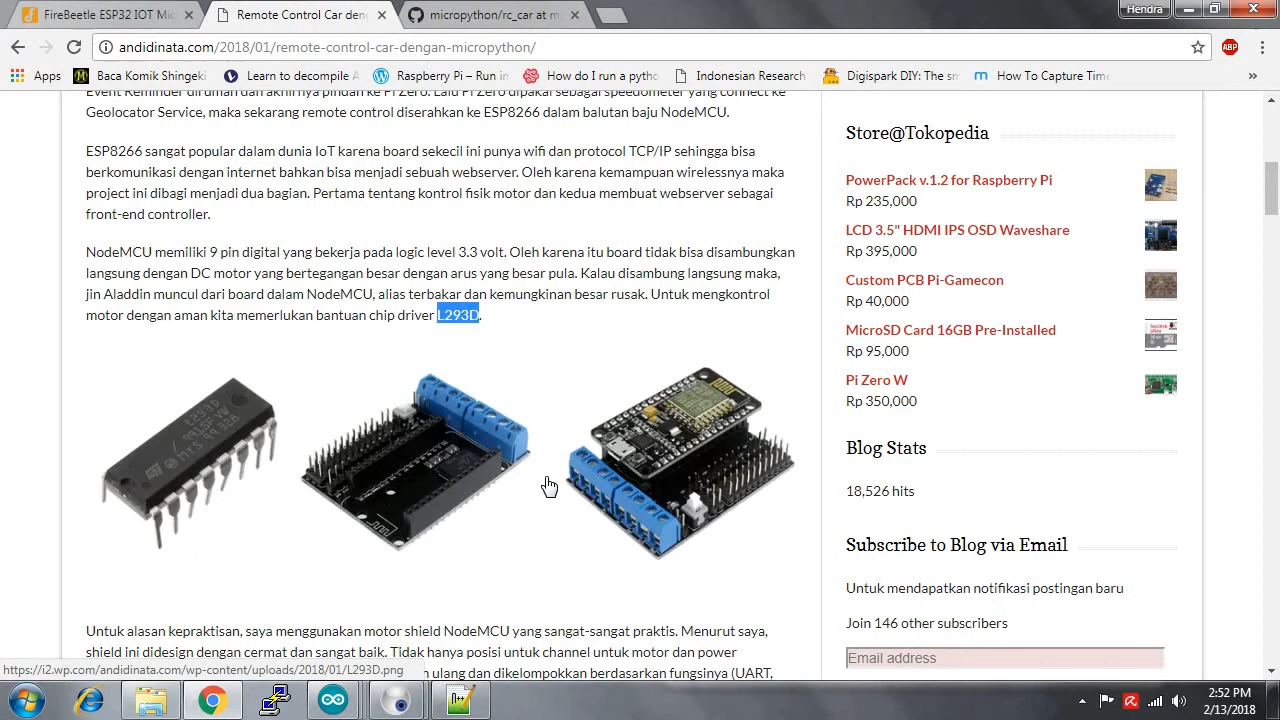 FireBeetle ESP32 IOT Mic
Remote Control Car deng
micropython/rc_car at m
Hendra
andidinata.com/2018/01/remote-control-car-dengan-micropython/
ABP
Apps
Baca Komik Shingeki
Learn to decompile A
Raspberry Pi – Run in
How do I run a pytho
Indonesian Research
Digispark DIY: The sm
How To Capture Time
»
Geolocator Service, maka sekarang remote control diserahkan ke ESP8266 dalam balutan baju NodeMCU.
ESP8266 sangat popular dalam dunia IoT karena board sekecil ini punya wifi dan protocol TCP/IP sehingga bisa
berkomunikasi dengan internet bahkan bisa menjadi sebuah webserver. Oleh karena kemampuan wirelessnya maka
project ini dibagi menjadi dua bagian. Pertama tentang kontrol fisik motor dan kedua membuat webserver sebagai
front-end controller.
NodeMCU memiliki 9 pin digital yang bekerja pada logic level 3.3 volt. Oleh karena itu board tidak bisa disambungkan
langsung dengan DC motor yang bertegangan besar dengan arus yang besar pula. Kalau disambung langsung maka,
jin Aladdin muncul dari board dalam NodeMCU, alias terbakar dan kemungkinan besar rusak. Untuk mengkontrol
motor dengan aman kita memerlukan bantuan chip driver L293D.
L293D
Untuk alasan kepraktisan, saya menggunakan motor shield NodeMCU yang sangat-sangat praktis. Menurut saya,
shield ini didesign dengan cermat dan sangat baik. Tidak hanya posisi untuk channel untuk motor dan power
ulang dan dikelompokkan berdasarkan fungsinya (UART,
Store@Tokopedia
PowerPack v.1.2 for Raspberry Pi
Rp 235,000
LCD 3.5" HDMI IPS OSD Waveshare
Rp 395,000
Custom PCB Pi-Gamecon
Rp 40,000
MicroSD Card 16GB Pre-Installed
Rp 95,000
Pi Zero W
Rp 350,000
Blog Stats
18,526 hits
Subscribe to Blog via Email
Untuk mendapatkan notifikasi postingan baru
Join 146 other subscribers
Email address
https://i2.wp.com/andidinata.com/wp-content/uploads/2018/01/L293D.png
2:52 PM
2/13/2018